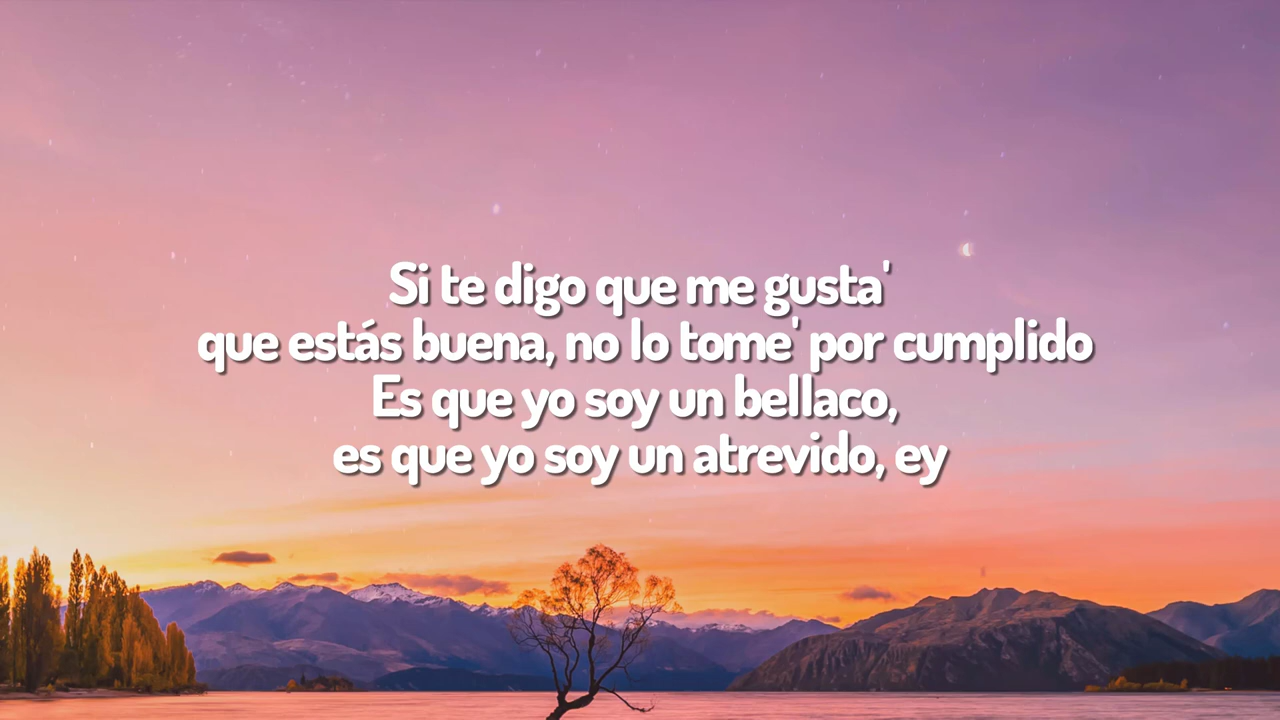 Si te digo que me gusta'
que estás buena, no lo tome' por cumplido
Es que yo soy un bellaco,
es que yo soy un atrevido, ey